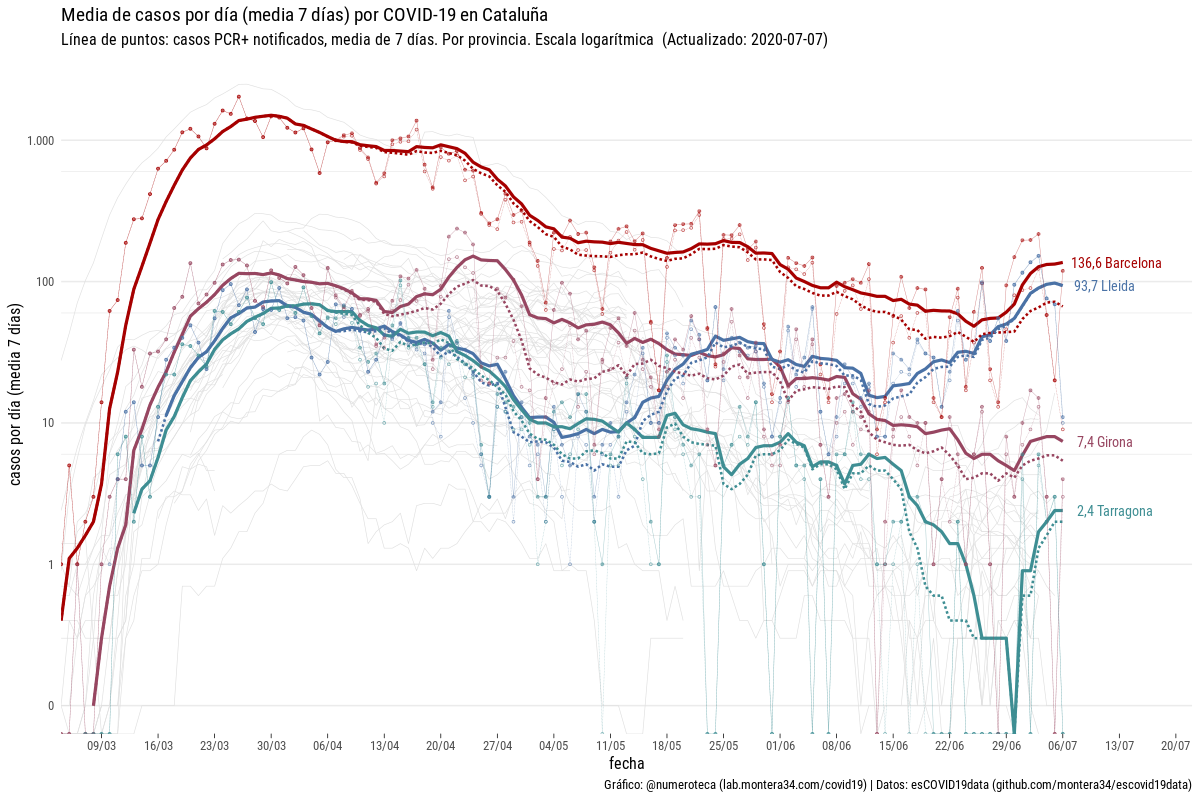 Media de casos por día (media 7 días) por COVID-19 en Cataluña
Línea de puntos: casos PCR+ notificados, media de 7 días. Por provincia. Escala logarítmica (Actualizado: 2020-07-07)
casos por día (media 7 días)
1.000
100
10
1
0
136,6 Barcelona
93,7 Lleida
7,4 Girona
2,4 Tarragona
09/03 16/03 23/03 30/03 06/04 13/04 20/04 27/04 04/05 11/05 18/05 25/05 01/06 08/06 15/06 22/06 29/06 06/07 13/07 20/07
fecha
Gráfico: @numeroteca (lab.montera34.com/covid19) | Datos: esCOVID19data (github.com/montera34/escovid19data)